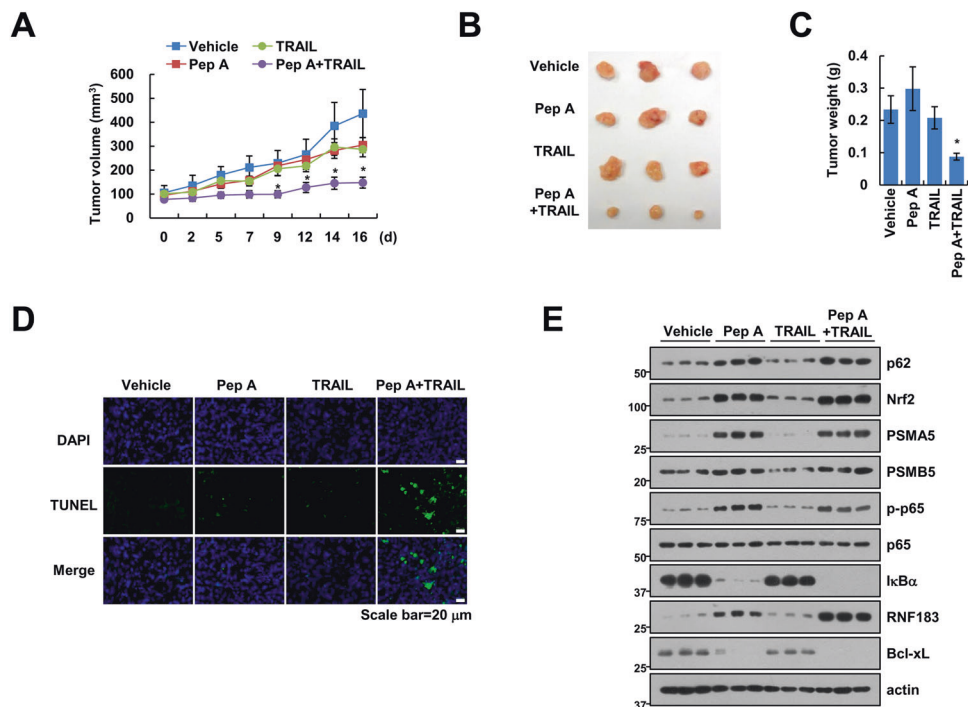 A
Vehicle
TRAIL
Pep A
Pep A+TRAIL
Tumor volume (mm³)
600
500
400
300
200
100
0
*
*
*
*
0 2 5 7 9 12 14 16 (d)
B
Vehicle
Pep A
TRAIL
Pep A
+TRAIL
C
Tumor weight (g)
0.4
0.3
0.2
0.1
0
*
Vehicle
Pep A
TRAIL
Pep A+TRAIL
D
Vehicle Pep A TRAIL Pep A+TRAIL
DAPI
TUNEL
Merge
Scale bar=20 μm
E
Vehicle Pep A TRAIL Pep A
+TRAIL
50 p62
100 Nrf2
25 PSMA5
20 PSMB5
75 p-p65
50 p65
37 IκBα
25 RNF183
25 Bcl-xL
37 actin